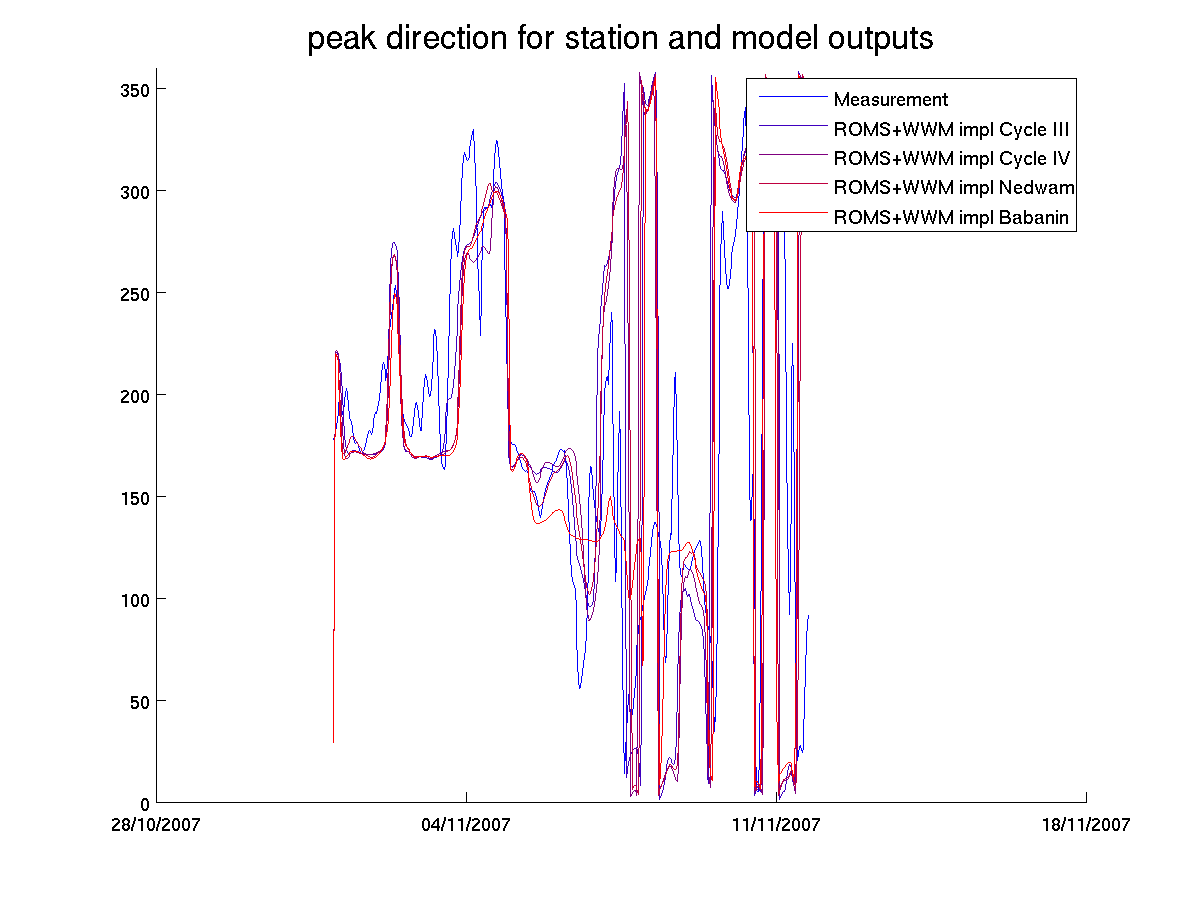 peak direction for station and model outputs
350
300
250
200
150
100
50
0
28/10/2007
04/11/2007
11/11/2007
18/11/2007
Measurement
ROMS+WWM impl Cycle III
ROMS+WWM impl Cycle IV
ROMS+WWM impl Nedwam
ROMS+WWM impl Babanin